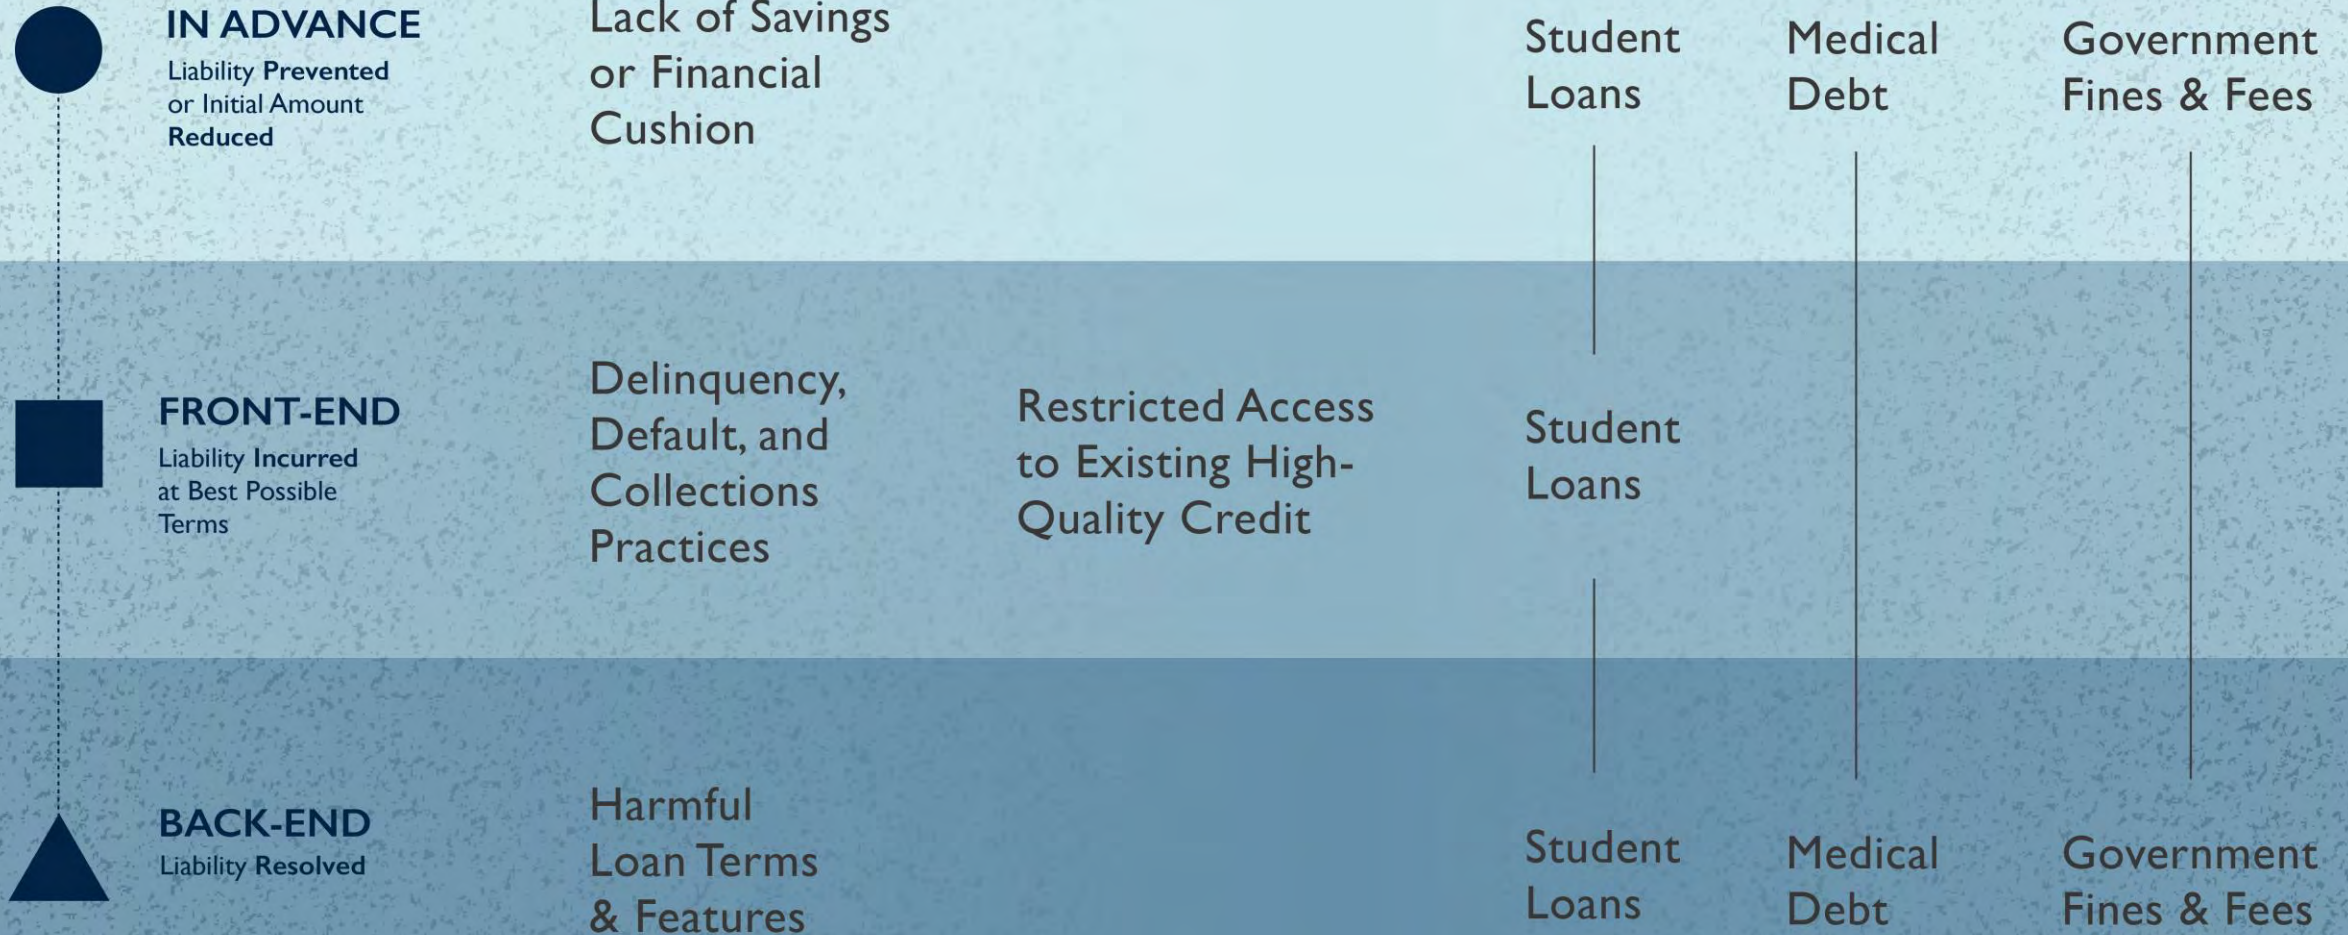 IN ADVANCE
Liability Prevented
or Initial Amount
Reduced
Lack of Savings
or Financial
Cushion
Student
Loans
Medical
Debt
Government
Fines & Fees
FRONT-END
Liability Incurred
at Best Possible
Terms
Delinquency,
Default, and
Collections
Practices
Restricted Access
to Existing High-
Quality Credit
Student
Loans
BACK-END
Liability Resolved
Harmful
Loan Terms
& Features
Student
Loans
Medical
Debt
Government
Fines & Fees